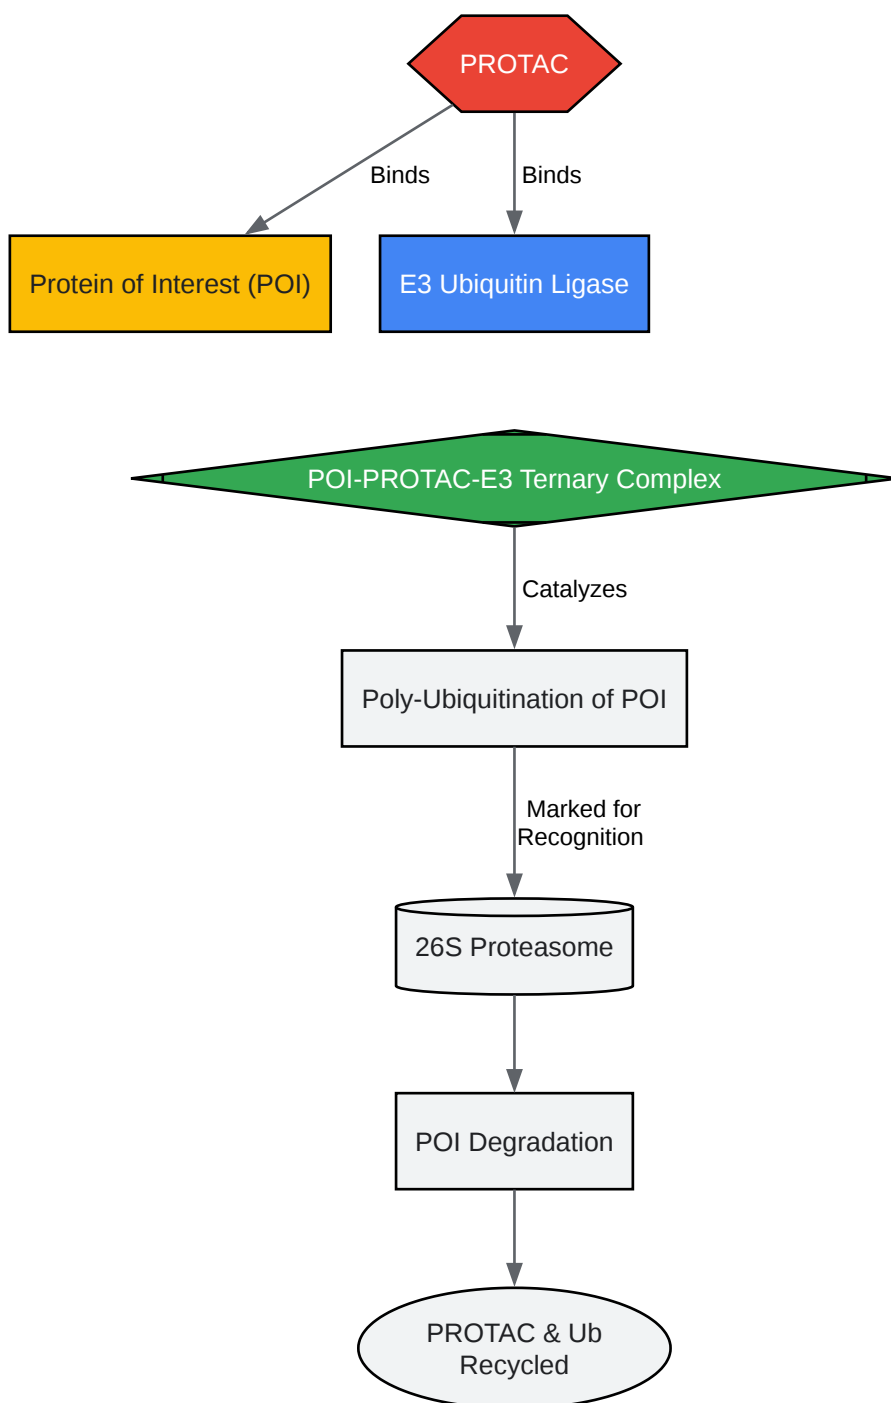 PROTAC
Binds
Binds
Protein of Interest (POI)
E3 Ubiquitin Ligase
POI-PROTAC-E3 Ternary Complex
Catalyzes
Poly-Ubiquitination of POI
Marked for
Recognition
26S Proteasome
POI Degradation
PROTAC & Ub
Recycled